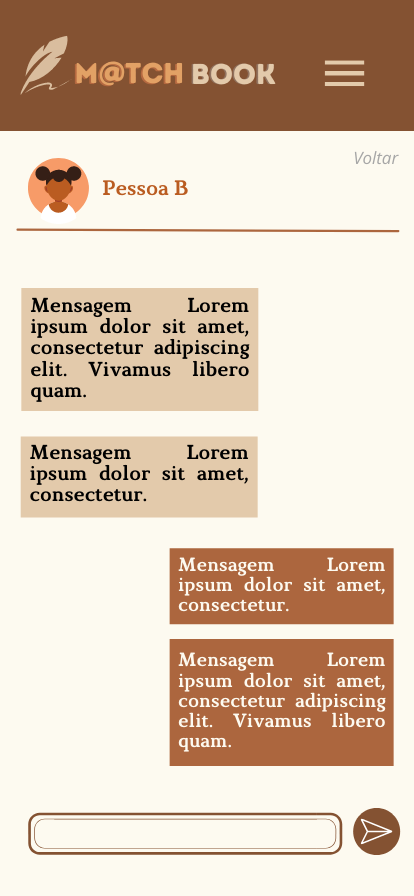 M@TCH BOOK
Voltar
Pessoa B
Mensagem Lorem
ipsum dolor sit amet,
consectetur adipiscing
elit. Vivamus libero
quam.
Mensagem Lorem
ipsum dolor sit amet,
consectetur.
Mensagem Lorem
ipsum dolor sit amet,
consectetur.
Mensagem Lorem
ipsum dolor sit amet,
consectetur adipiscing
elit. Vivamus libero
quam.